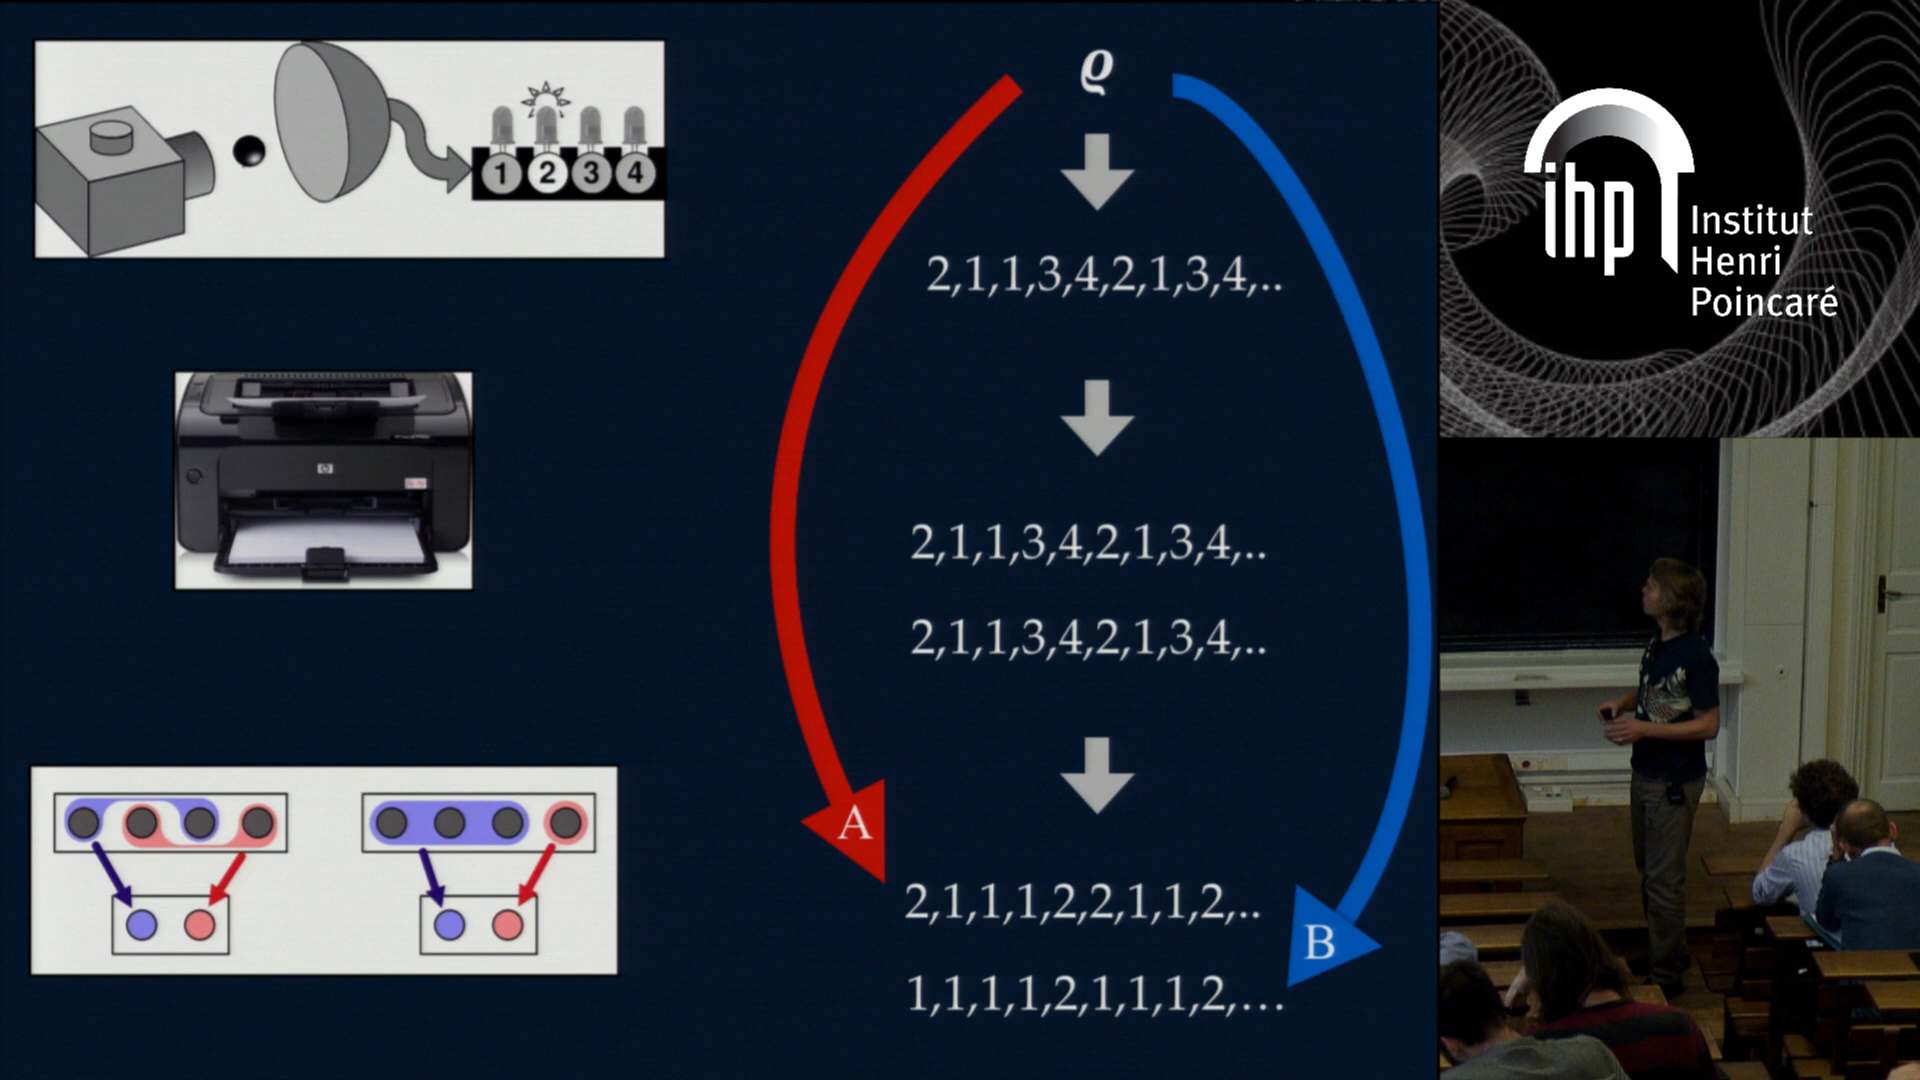 ϱ
1 2 3 4
2,1,1,3,4,2,1,3,4,..
2,1,1,3,4,2,1,3,4,..
2,1,1,3,4,2,1,3,4,..
A
2,1,1,1,2,2,1,1,2,..
B
1,1,1,1,2,1,1,1,2,...
hp
ihp
Institut
Henri
Poincaré